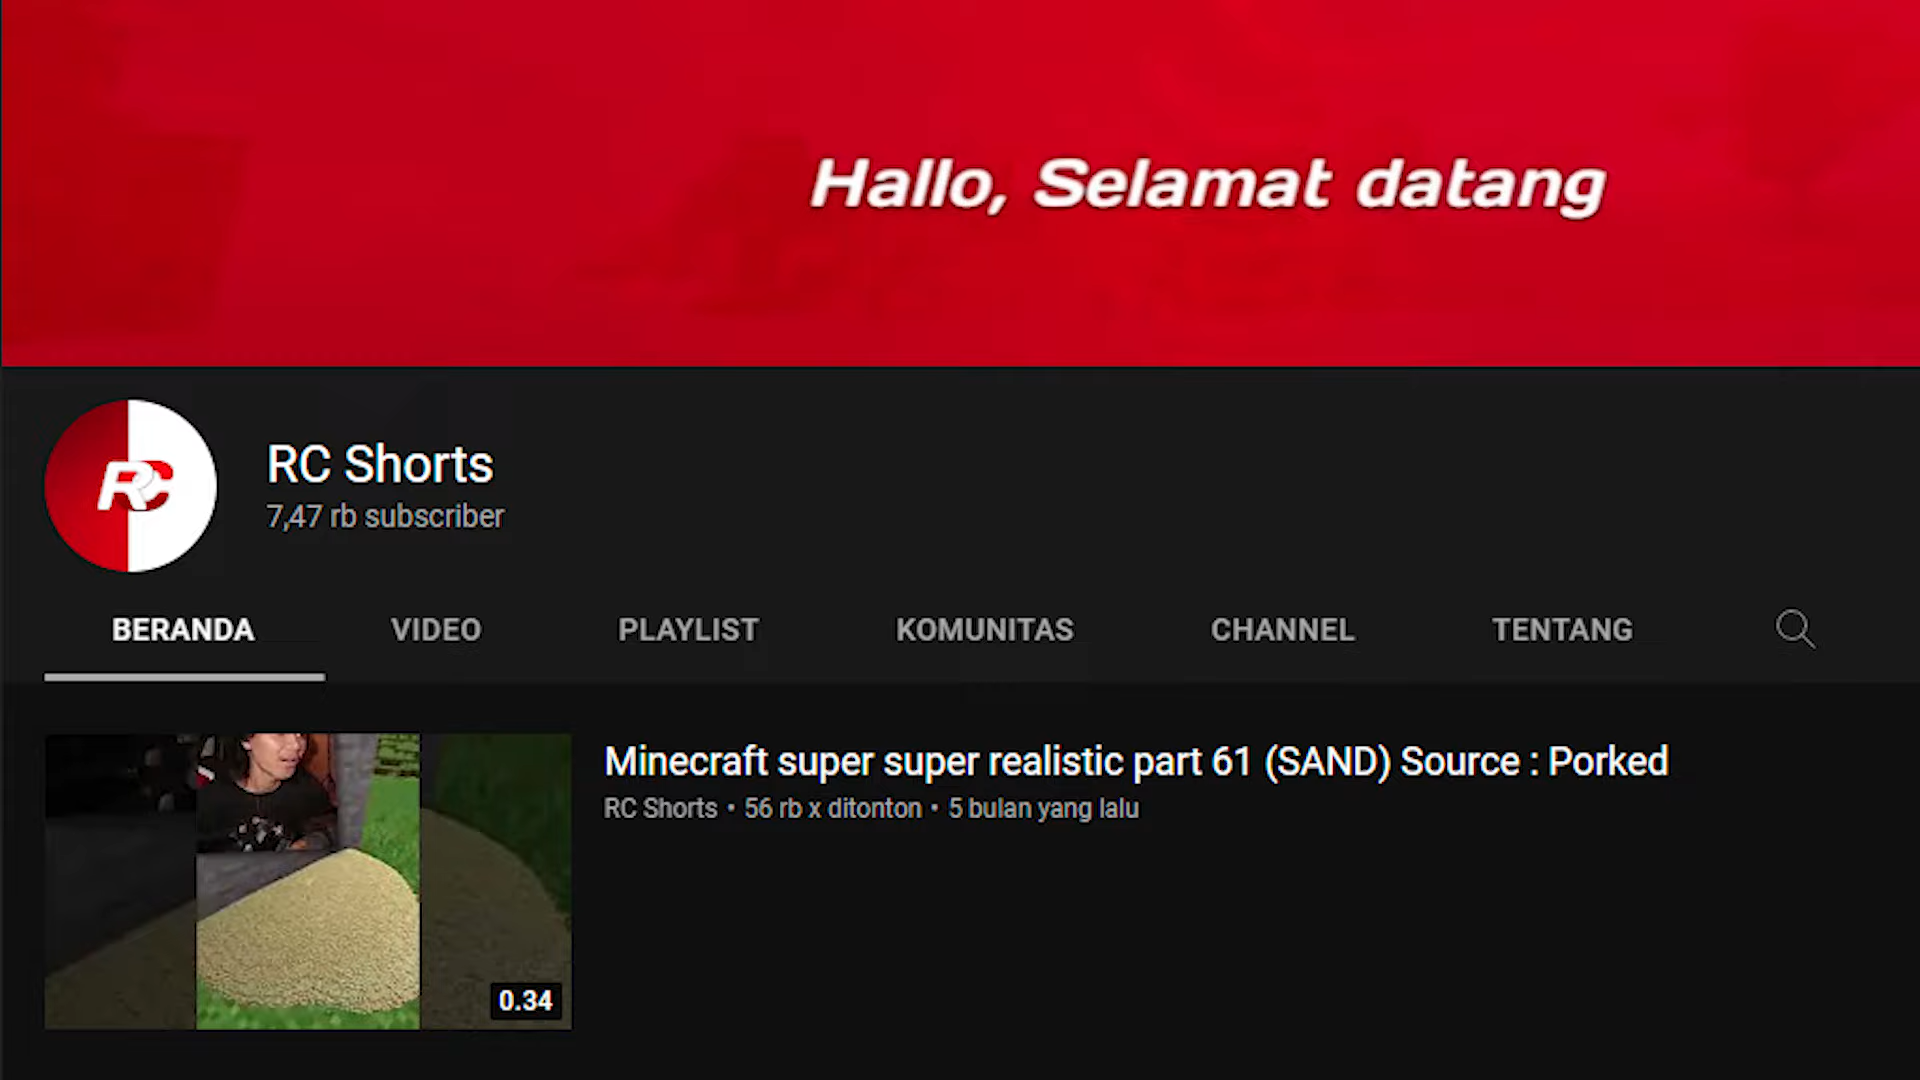 Hallo, Selamat datang
RC
RC Shorts
7,47 rb subscriber
BERANDA VIDEO PLAYLIST KOMUNITAS CHANNEL TENTANG
Minecraft super super realistic part 61 (SAND) Source : Porked
RC Shorts • 56 rb x ditonton • 5 bulan yang lalu
0.34